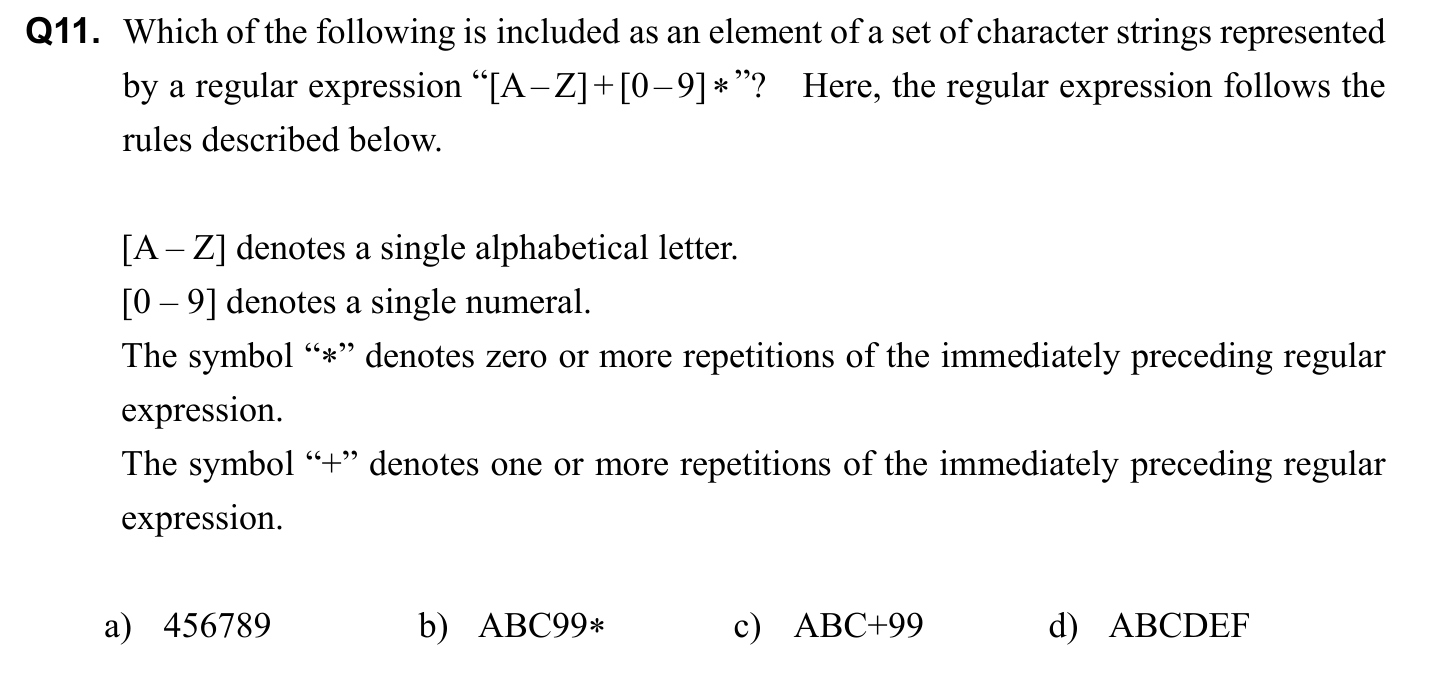 Q11. Which of the following is included as an element of a set of character strings represented
by a regular expression “[A–Z]+[0–9]*”? Here, the regular expression follows the
rules described below.
[A – Z] denotes a single alphabetical letter.
[0 – 9] denotes a single numeral.
The symbol “*” denotes zero or more repetitions of the immediately preceding regular
expression.
The symbol “+” denotes one or more repetitions of the immediately preceding regular
expression.
a) 456789 b) ABC99* c) ABC+99 d) ABCDEF